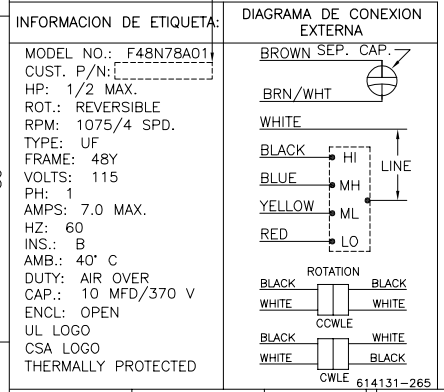 INFORMACION DE ETIQUETA:
MODEL NO.: F48N78A01
CUST. P/N:
HP: 1/2 MAX.
ROT.: REVERSIBLE
RPM: 1075/4 SPD.
TYPE: UF
FRAME: 48Y
VOLTS: 115
PH: 1
AMPS: 7.0 MAX.
HZ: 60
INS.: B
AMB.: 40° C
DUTY: AIR OVER
CAP.: 10 MFD/370 V
ENCL: OPEN
UL LOGO
CSA LOGO
THERMALLY PROTECTED
DIAGRAMA DE CONEXION
EXTERNA
BROWN SEP. CAP.
BRN/WHT
WHITE
BLACK HI
LINE
BLUE MH
YELLOW ML
RED LO
ROTATION
BLACK BLACK
WHITE WHITE
CCWLE
BLACK WHITE
WHITE BLACK
CWLE
614131-265